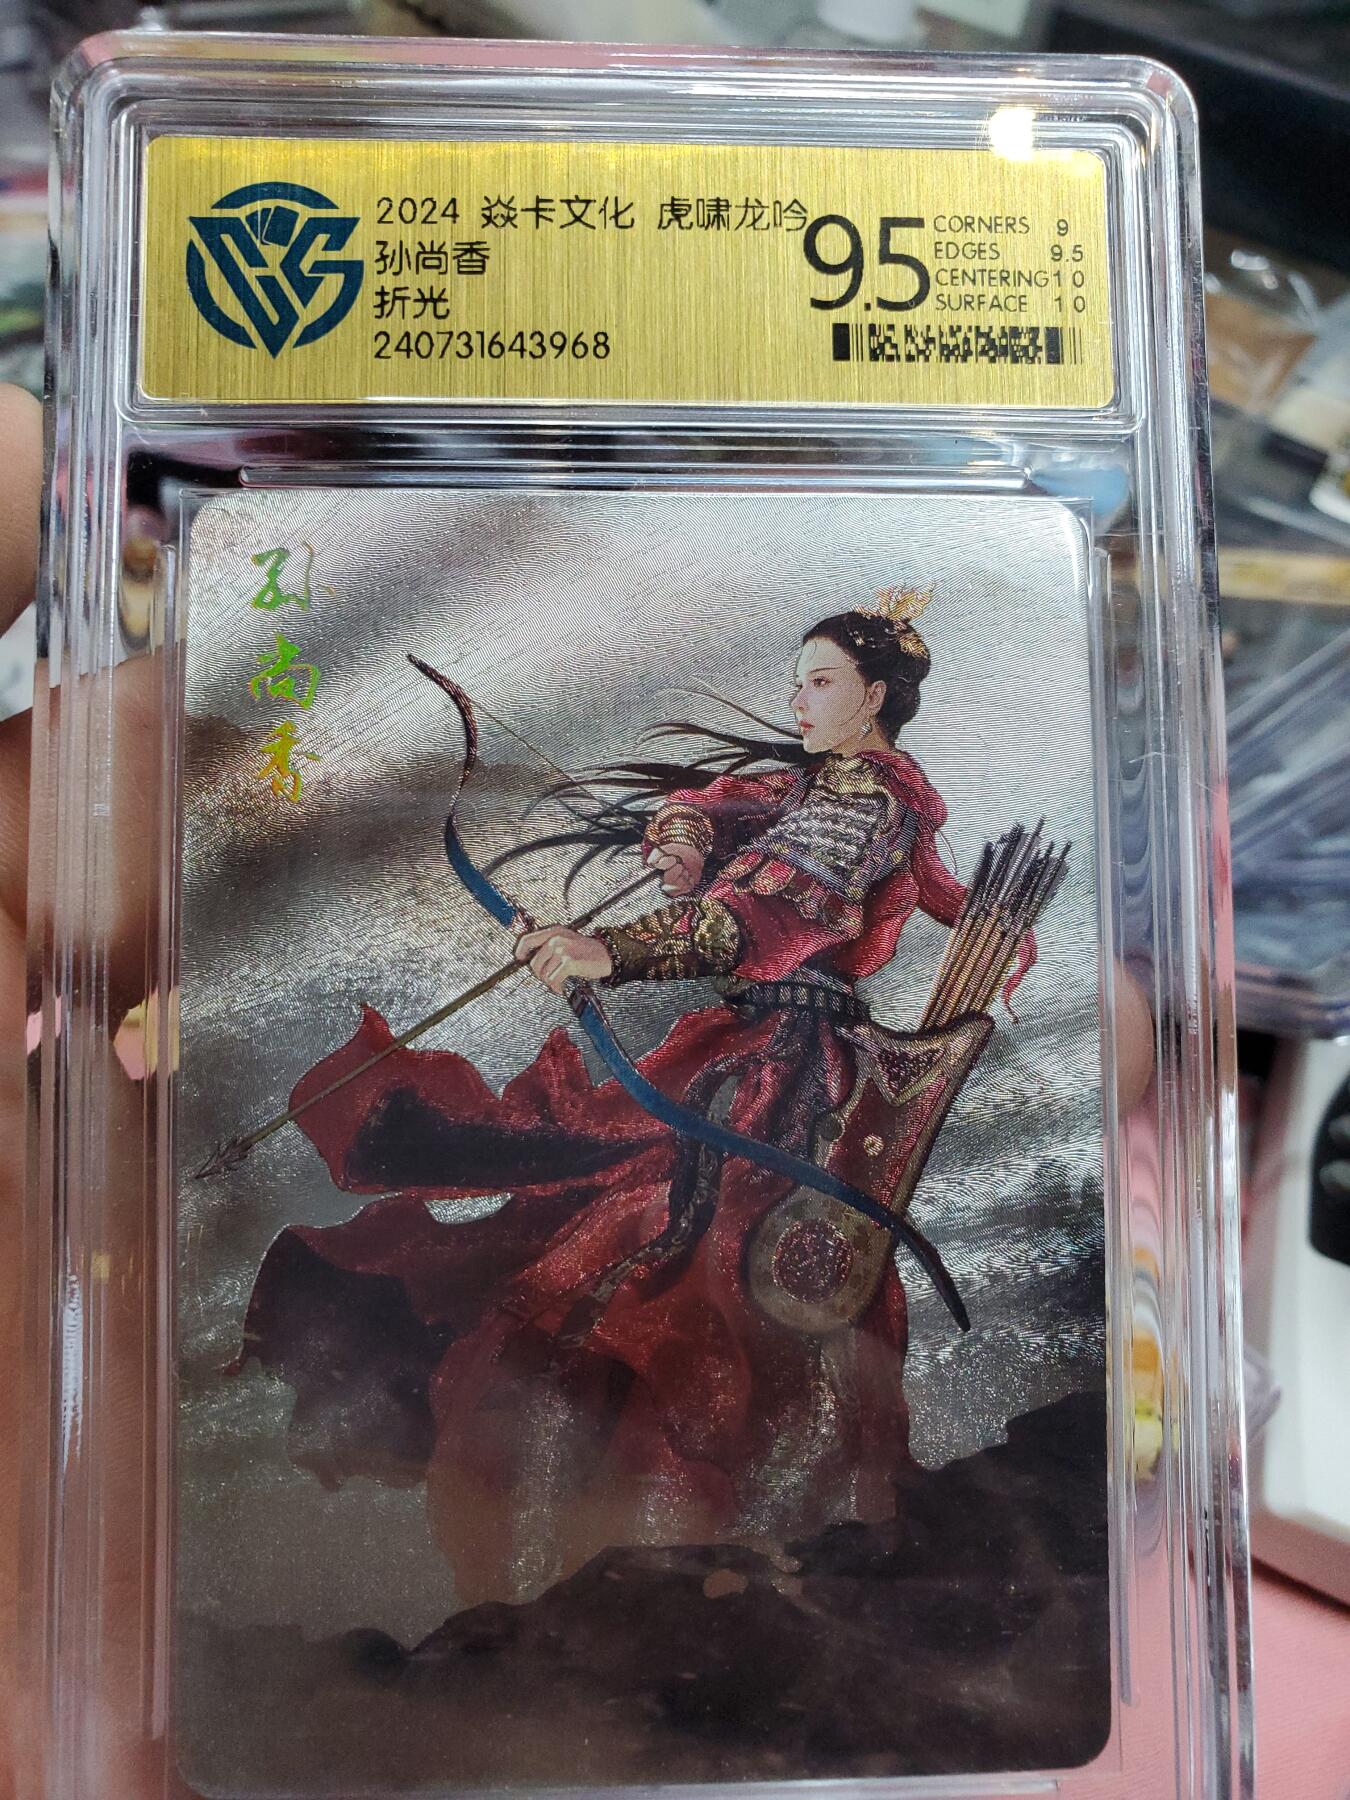 CCS
2024 焱卡文化 虎啸龙吟
孙尚香
折光
240731643968
9.5
CORNERS 9
EDGES 9.5
CENTERING 10
SURFACE 10
孙尚香